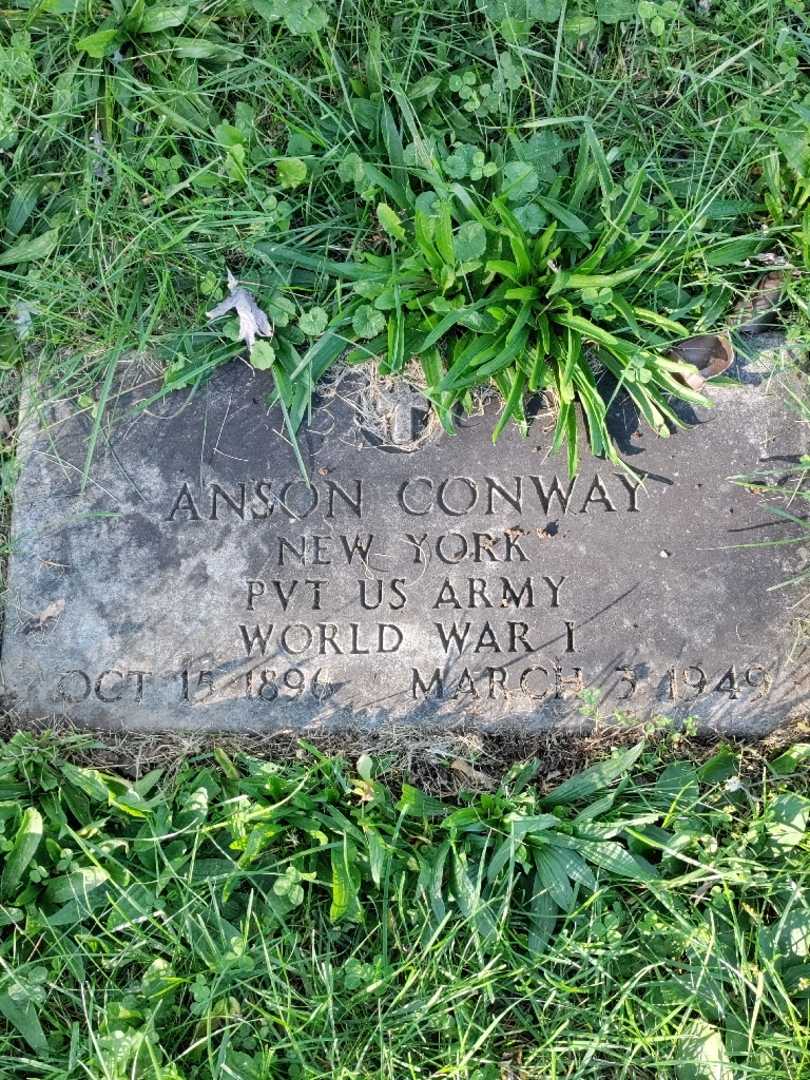 ANSON CONWAY
NEW YORK
PVT US ARMY
WORLD WAR I
OCT 15 1896 MARCH 3 1949